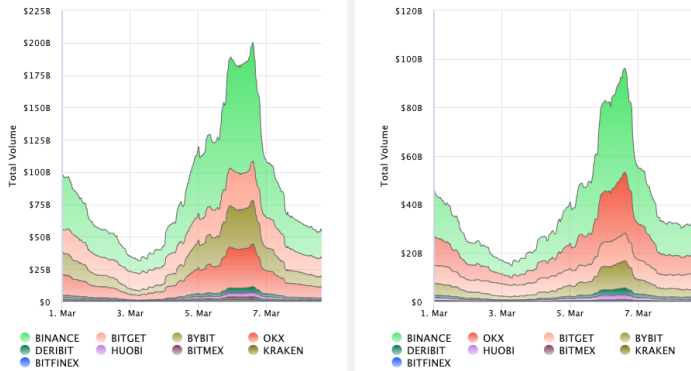 $225B
$200B
$175B
$150B
$125B
$100B
$75B
$50B
$25B
$0
Total Volume
1. Mar 3. Mar 5. Mar 7. Mar
BINANCE BITGET BYBIT OKX
DERIBIT HUOBI BITMEX KRAKEN
BITFINEX
$120B
$100B
$80B
$60B
$40B
$20B
$0
Total Volume
1. Mar 3. Mar 5. Mar 7. Mar
BINANCE OKX BITGET BYBIT
DERIBIT HUOBI BITMEX KRAKEN
BITFINEX